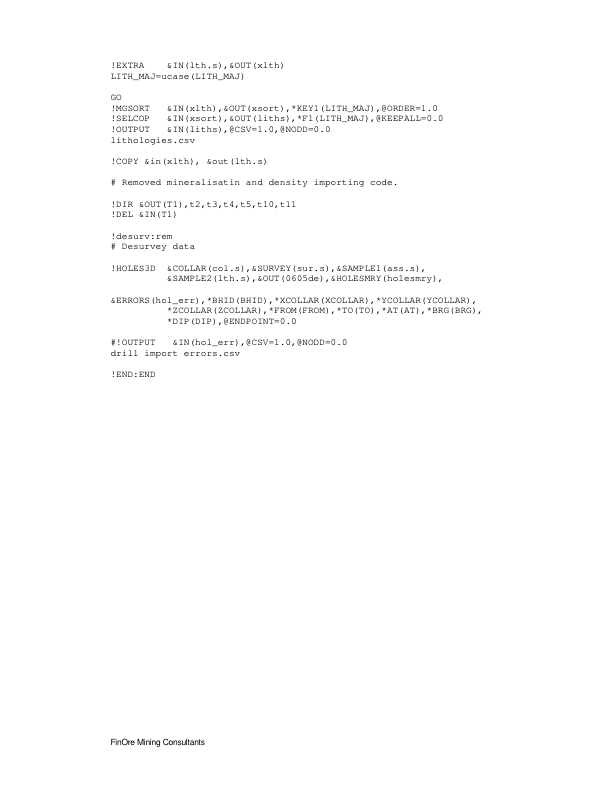 !EXTRA    &IN(lth.s),&OUT(xlth)
LITH_MAJ=ucase(LITH_MAJ)
GO
!MGSORT   &IN(xlth),&OUT(xsort),*KEY1(LITH_MAJ),@ORDER=1.0
!SELCOP   &IN(xsort),&OUT(liths),*F1(LITH_MAJ),@KEEPALL=0.0
!OUTPUT   &IN(liths),@CSV=1.0,@NODD=0.0
lithologies.csv
!COPY &in(xlth), &out(lth.s)
# Removed mineralisatin and density importing code.
!DIR &OUT(T1),t2,t3,t4,t5,t10,t11
!DEL &IN(T1)
!desurv:rem
# Desurvey data
!HOLES3D  &COLLAR(col.s),&SURVEY(sur.s),&SAMPLE1(ass.s),
          &SAMPLE2(lth.s),&OUT(0605de),&HOLESMRY(holesmry),
&ERRORS(hol_err),*BHID(BHID),*XCOLLAR(XCOLLAR),*YCOLLAR(YCOLLAR),
          *ZCOLLAR(ZCOLLAR),*FROM(FROM),*TO(TO),*AT(AT),*BRG(BRG),
          *DIP(DIP),@ENDPOINT=0.0
#!OUTPUT   &IN(hol_err),@CSV=1.0,@NODD=0.0
drill import errors.csv
!END:END
FinOre Mining Consultants